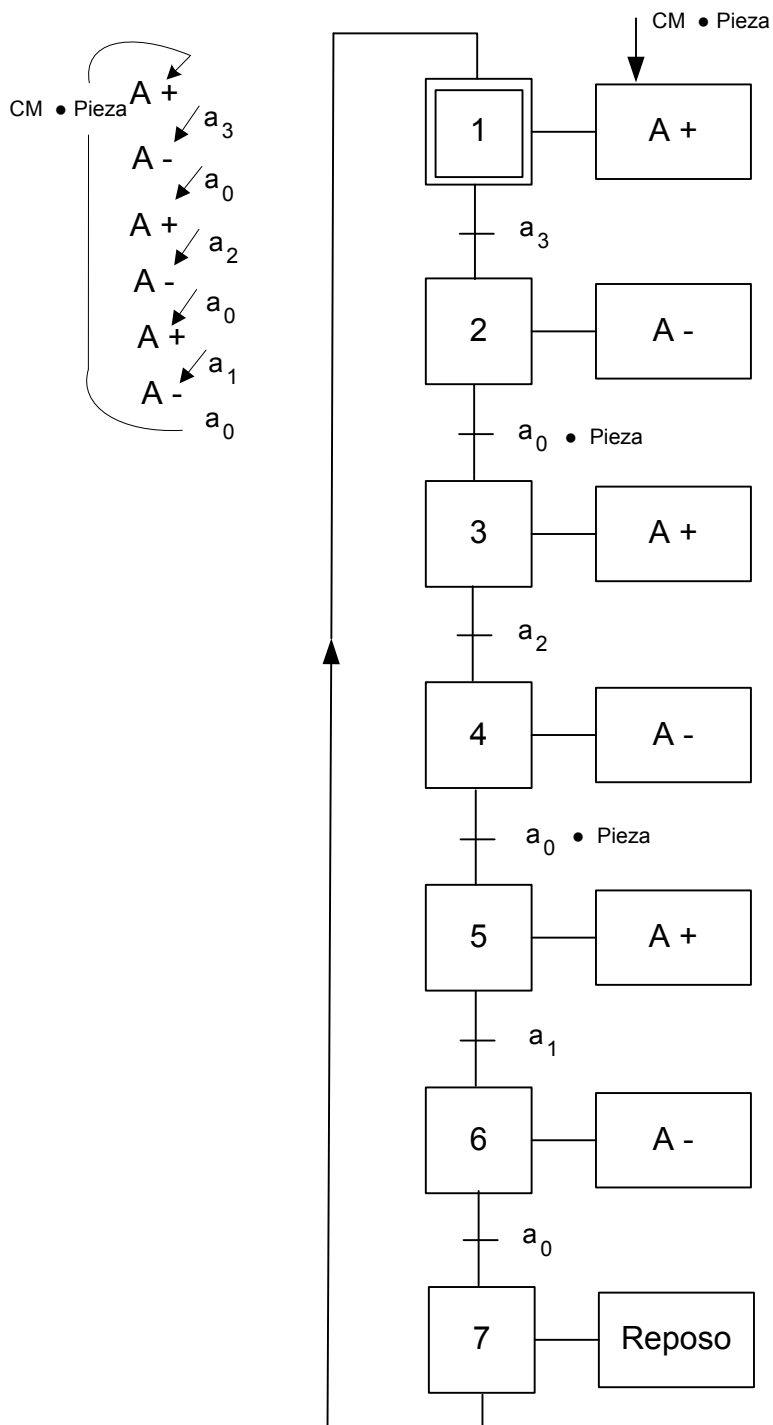 A +
CM • Pieza
a3
A -
a0
A +
a2
A -
a0
A +
a1
A -
a0
CM • Pieza
1
A +
a3
2
A -
a0 • Pieza
3
A +
a2
4
A -
a0 • Pieza
5
A +
a1
6
A -
a0
7
Reposo